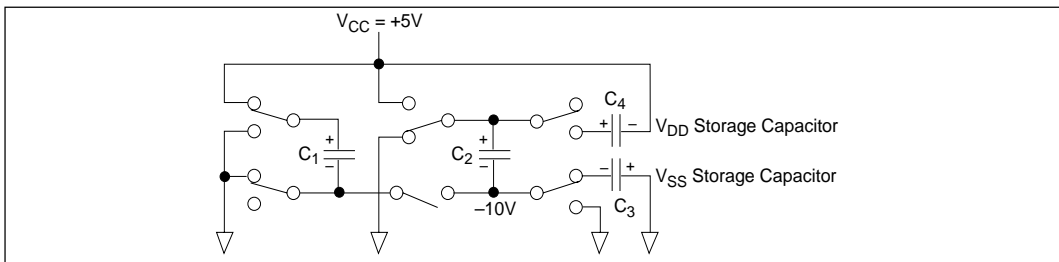 V_CC = +5V
C_4
+ −
V_DD Storage Capacitor
+
C_1
−
+
C_2
−
− +
V_SS Storage Capacitor
C_3
–10V